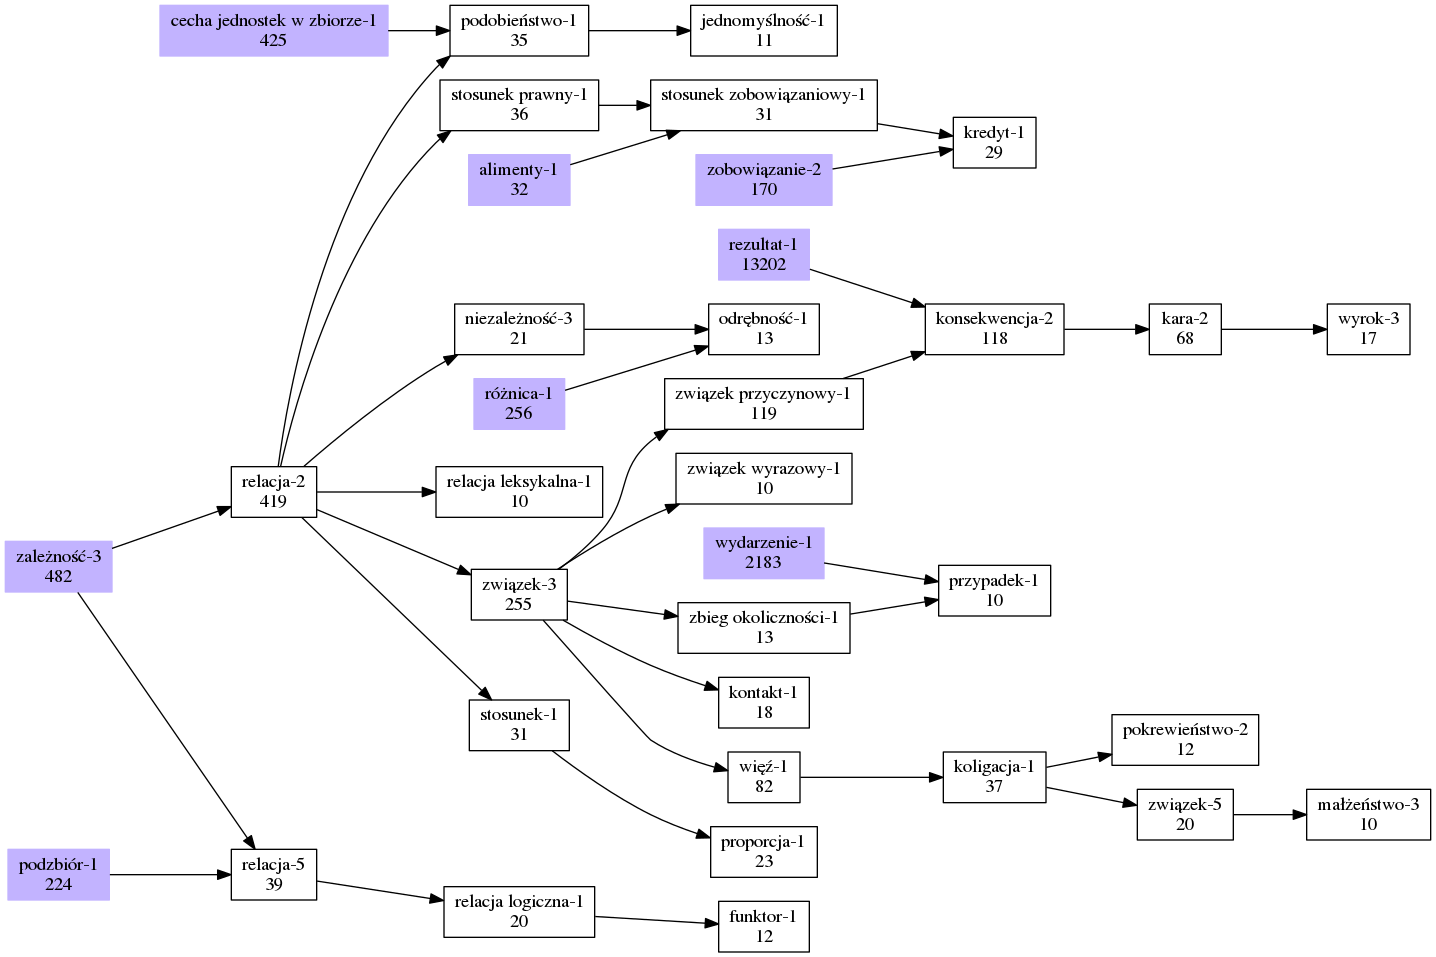 cecha jednostek w zbiorze-1
425
podobieństwo-1
35
jednomyślność-1
11
stosunek prawny-1
36
stosunek zobowiązaniowy-1
31
kredyt-1
29
alimenty-1
32
zobowiązanie-2
170
rezultat-1
13202
niezależność-3
21
odrębność-1
13
konsekwencja-2
118
kara-2
68
wyrok-3
17
różnica-1
256
związek przyczynowy-1
119
relacja-2
419
relacja leksykalna-1
10
związek wyrazowy-1
10
zależność-3
482
związek-3
255
wydarzenie-1
2183
przypadek-1
10
zbieg okoliczności-1
13
kontakt-1
18
stosunek-1
31
więź-1
82
koligacja-1
37
pokrewieństwo-2
12
związek-5
20
małżeństwo-3
10
proporcja-1
23
podzbiór-1
224
relacja-5
39
relacja logiczna-1
20
funktor-1
12